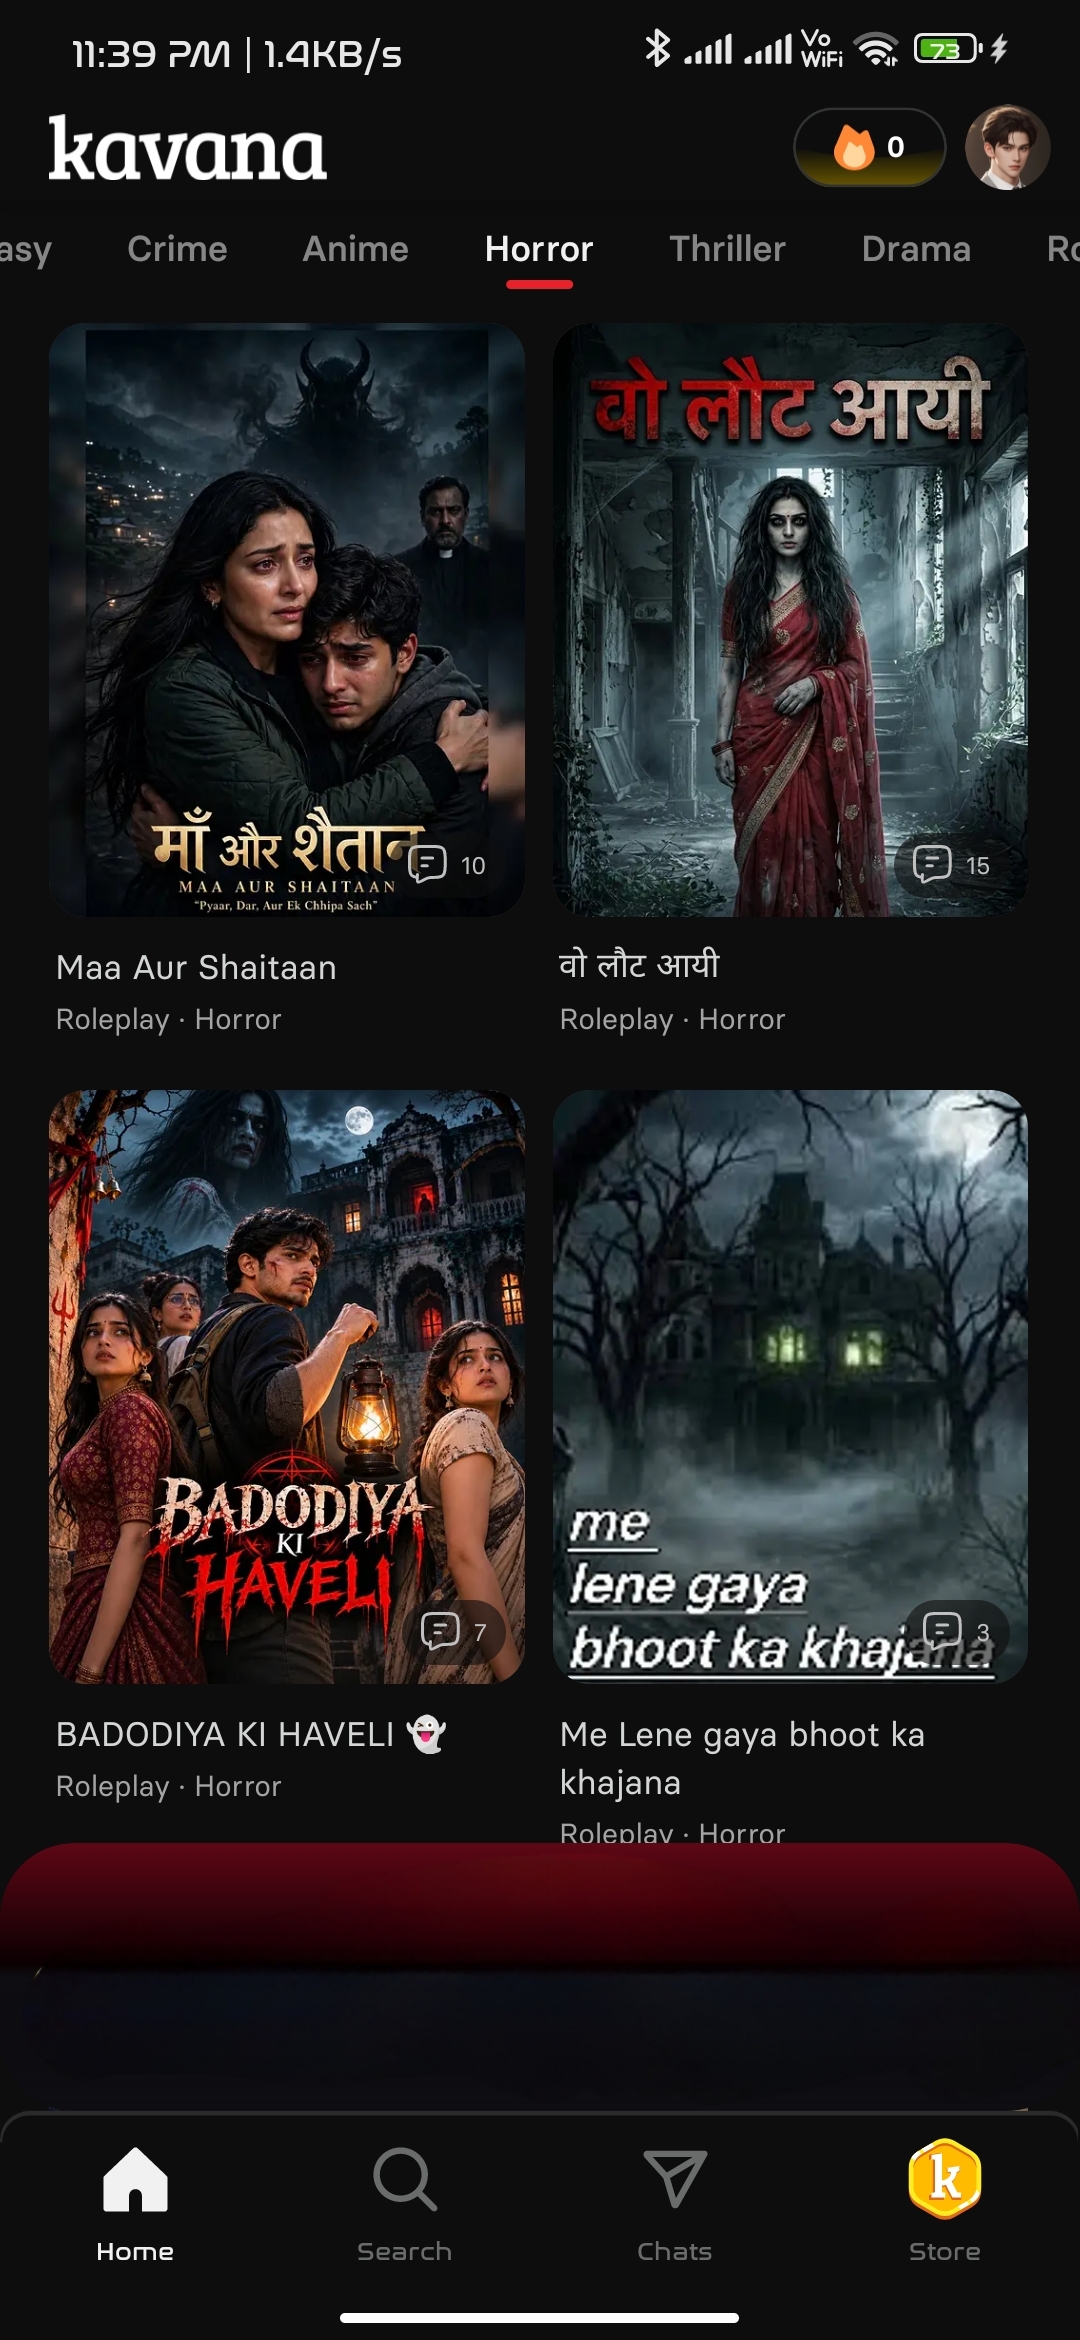 11:39 PM | 1.4KB/s
Vo WiFi
73
kavana
0
asy Crime Anime Horror Thriller Drama Ro
माँ और शैतान
MAA AUR SHAITAAN
"Pyaar, Dar, Aur Ek Chhipa Sach"
10
वो लौट आयी
15
Maa Aur Shaitaan
Roleplay · Horror
वो लौट आयी
Roleplay · Horror
BADODIYA
KI
HAVELI
7
me
lene gaya
bhoot ka khajana
3
BADODIYA KI HAVELI 👻
Roleplay · Horror
Me Lene gaya bhoot ka
khajana
Roleplay · Horror
k
Home Search Chats Store